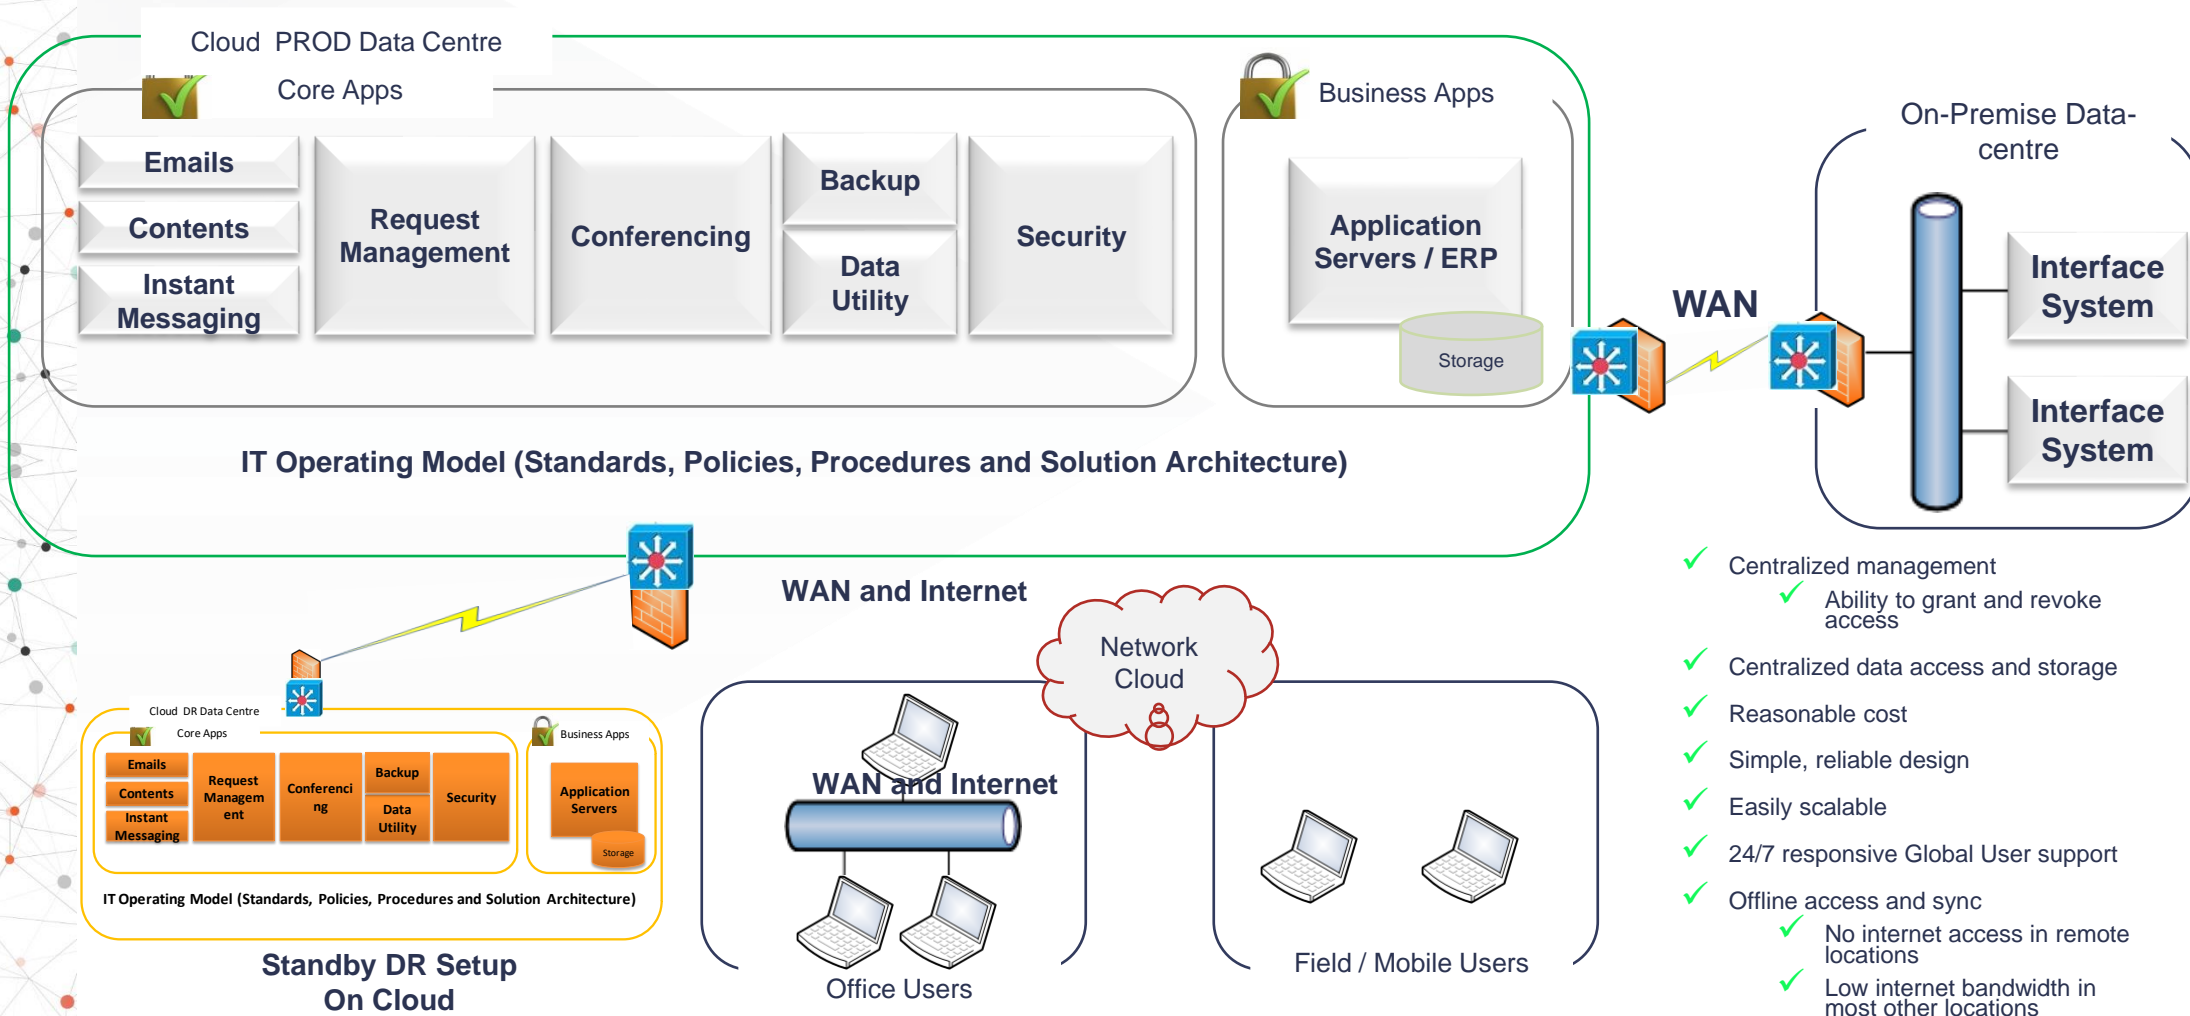 Cloud PROD Data Centre
Core Apps
Emails
Contents
Instant
Messaging
Request
Management
Conferencing
Backup
Data
Utility
Security
Business Apps
Application
Servers / ERP
Storage
IT Operating Model (Standards, Policies, Procedures and Solution Architecture)
WAN
On-Premise Data-
centre
Interface
System
Interface
System
WAN and Internet
Network
Cloud
Cloud DR Data Centre
Core Apps
Emails
Contents
Instant
Messaging
Request
Managem
ent
Conferenci
ng
Backup
Data
Utility
Security
Business Apps
Application
Servers
Storage
IT Operating Model (Standards, Policies, Procedures and Solution Architecture)
Standby DR Setup
On Cloud
WAN and Internet
Office Users
Field / Mobile Users
Centralized management
Ability to grant and revoke
access
Centralized data access and storage
Reasonable cost
Simple, reliable design
Easily scalable
24/7 responsive Global User support
Offline access and sync
No internet access in remote
locations
Low internet bandwidth in
most other locations